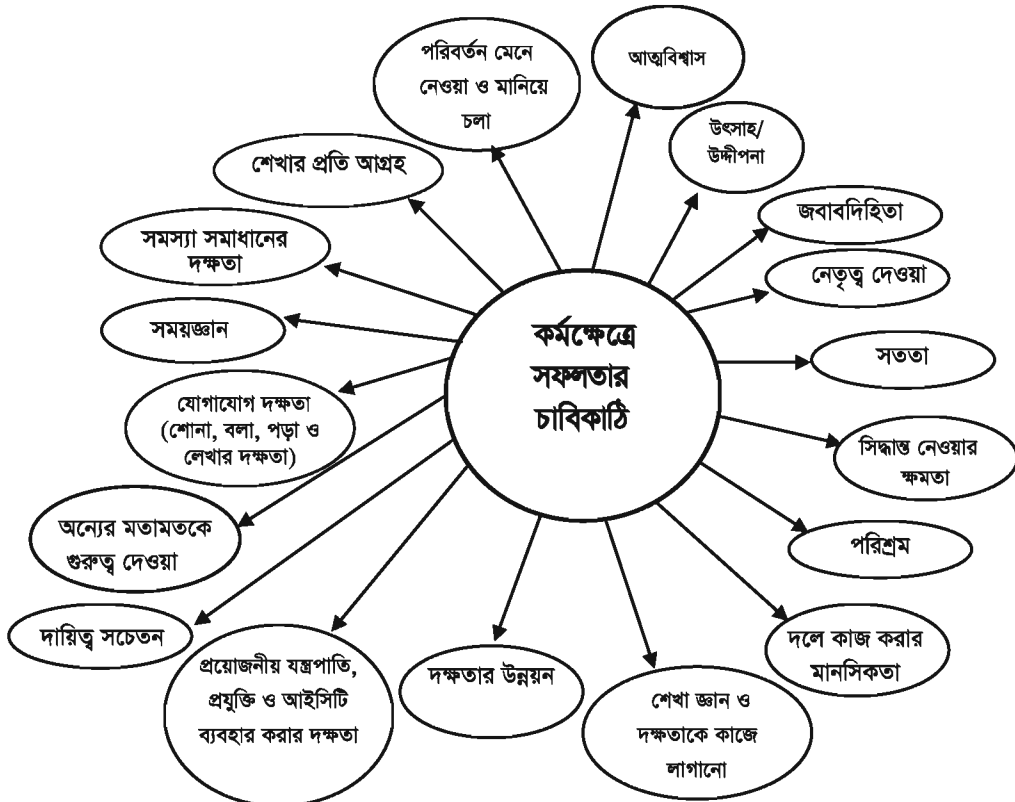 পরিবর্তন মেনে
নেওয়া ও মানিয়ে
চলা
আত্মবিশ্বাস
উৎসাহ/
উদ্দীপনা
শেখার প্রতি আগ্রহ
জবাবদিহিতা
সমস্যা সমাধানের
দক্ষতা
নেতৃত্ব দেওয়া
সময়জ্ঞান
কর্মক্ষেত্রে
সফলতার
চাবিকাঠি
সততা
যোগাযোগ দক্ষতা
(শোনা, বলা, পড়া ও
লেখার দক্ষতা)
সিদ্ধান্ত নেওয়ার
ক্ষমতা
অন্যের মতামতকে
গুরুত্ব দেওয়া
পরিশ্রম
দায়িত্ব সচেতন
দলে কাজ করার
মানসিকতা
প্রয়োজনীয় যন্ত্রপাতি,
প্রযুক্তি ও আইসিটি
ব্যবহার করার দক্ষতা
দক্ষতার উন্নয়ন
শেখা জ্ঞান ও
দক্ষতাকে কাজে
লাগানো